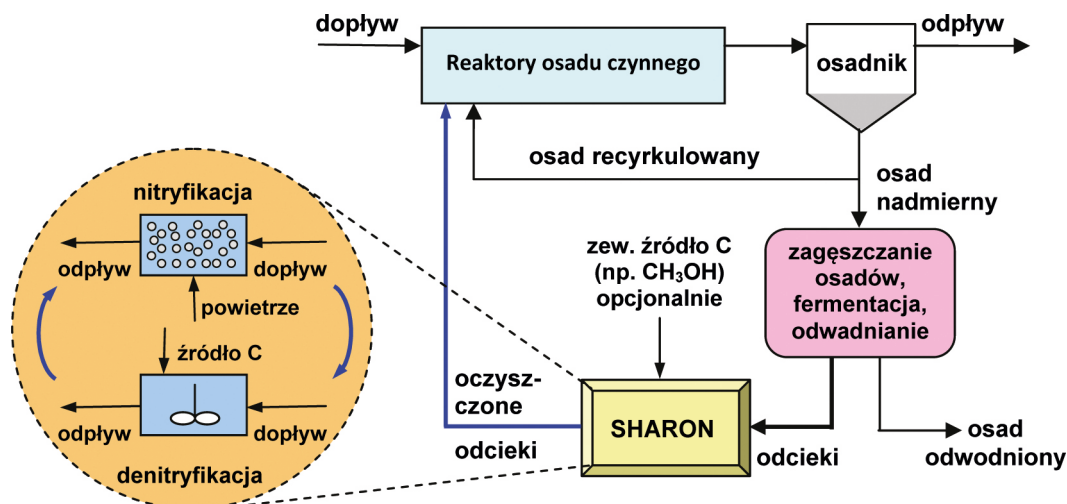 dopływ
odpływ
Reaktory osadu czynnego
osadnik
osad recyrkulowany
osad
nadmierny
nitryfikacja
odpływ
dopływ
powietrze
źródło C
odpływ
dopływ
denitryfikacja
zew. źródło C
(np. CH₃OH)
opcjonalnie
zagęszczanie
osadów,
fermentacja,
odwadnianie
oczysz-
czone
odcieki
SHARON
odcieki
osad
odwodniony